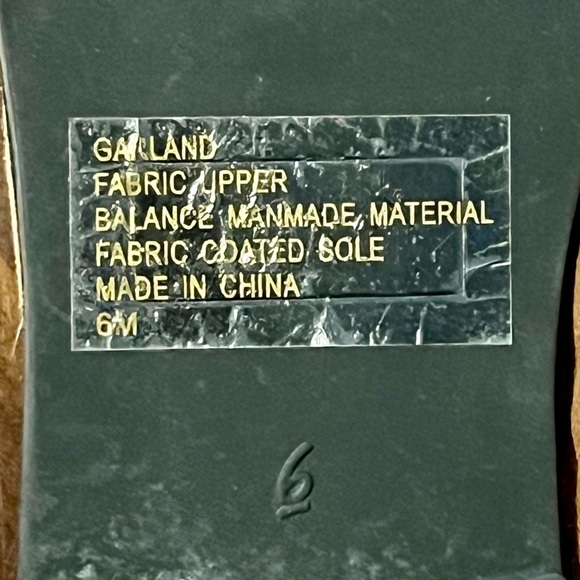 GARLAND
FABRIC UPPER
BALANCE MANMADE MATERIAL
FABRIC COATED SOLE
MADE IN CHINA
6M
6